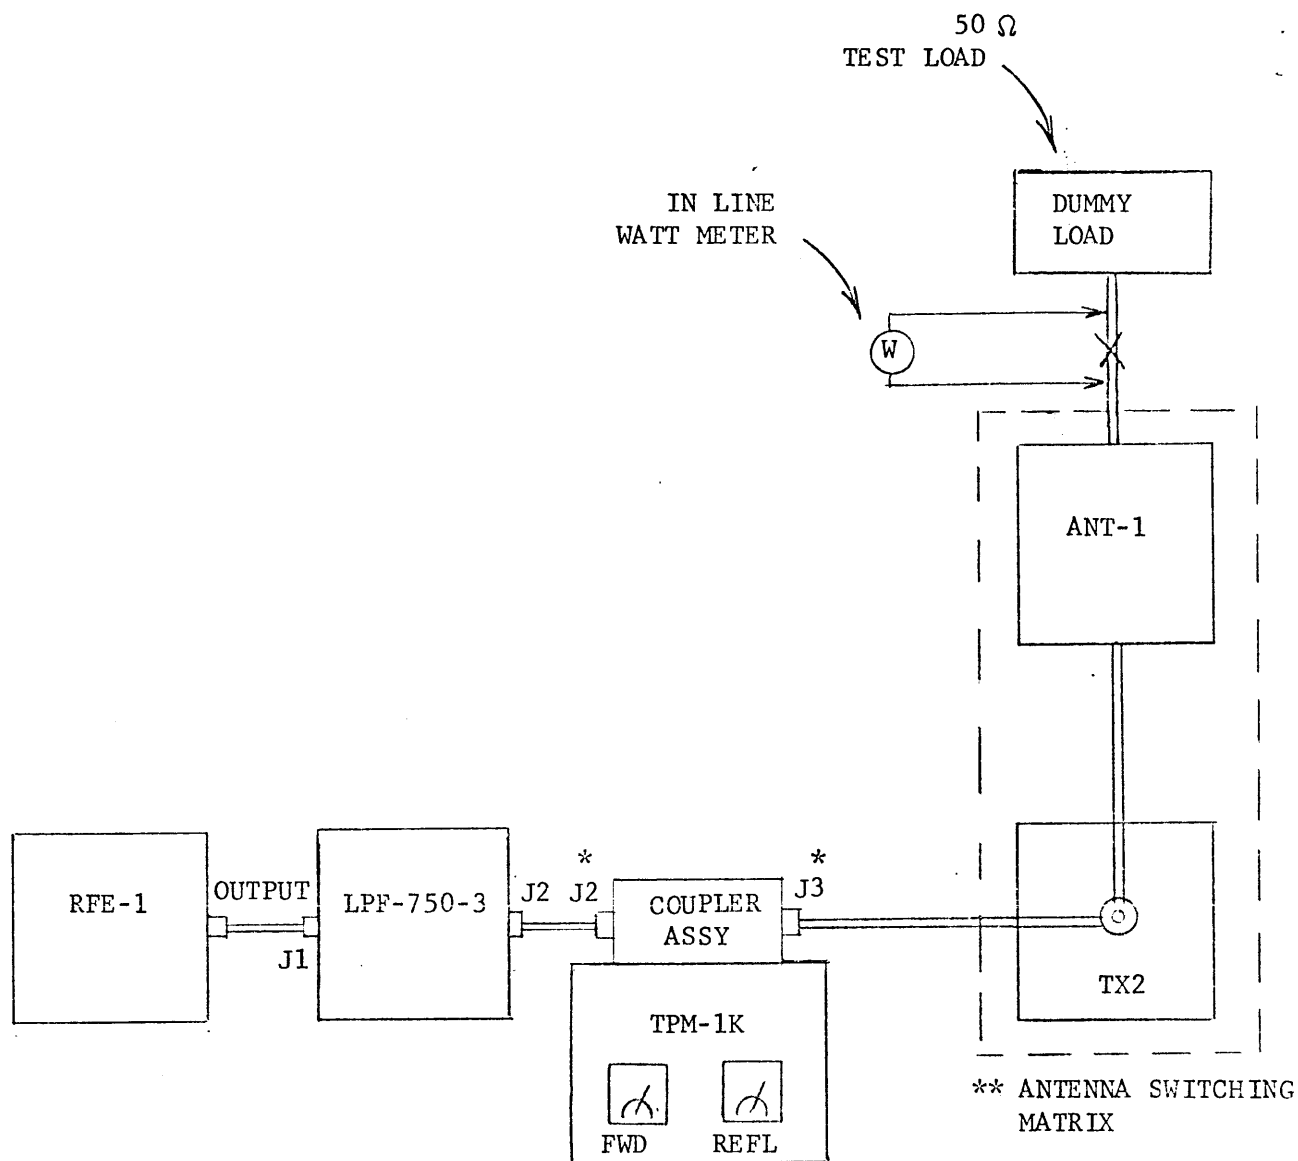 50 Ω
TEST LOAD
IN LINE
WATT METER
DUMMY
LOAD
W
ANT-1
RFE-1
OUTPUT
J1
LPF-750-3
J2
*
J2
COUPLER
ASSY
*
J3
TX2
TPM-1K
FWD
REFL
** ANTENNA SWITCHING
MATRIX